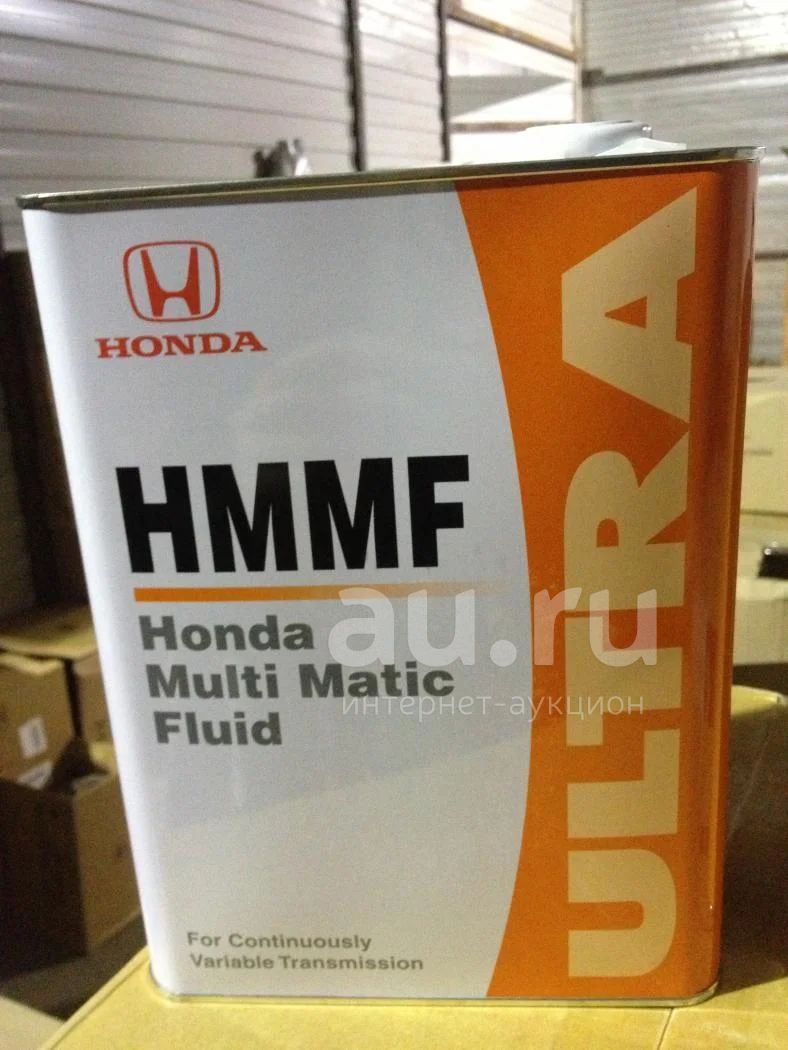 HONDA
HMMF
Honda
Multi Matic
Fluid
For Continuously
Variable Transmission
ULTRA
au.ru
интернет-аукцион